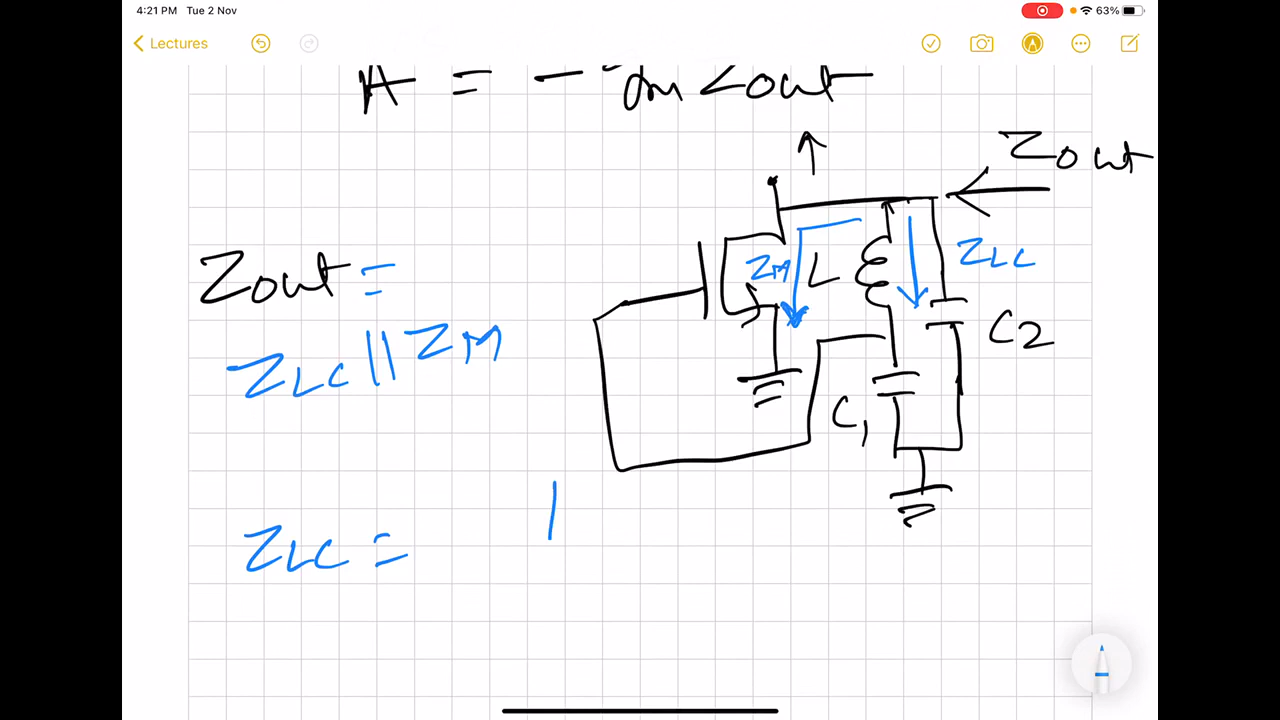 4:21 PM Tue 2 Nov
63%
Lectures
A = - gm Zout
Zout
ZLC
ZM
L
Zout =
C2
ZLC || ZM
C1
ZLC =